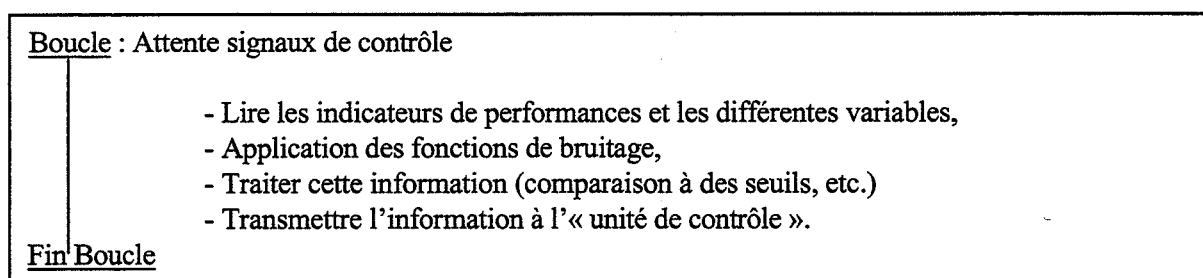 Boucle : Attente signaux de contrôle
- Lire les indicateurs de performances et les différentes variables,
- Application des fonctions de bruitage,
- Traiter cette information (comparaison à des seuils, etc.)
- Transmettre l'information à l'« unité de contrôle ».
Fin Boucle